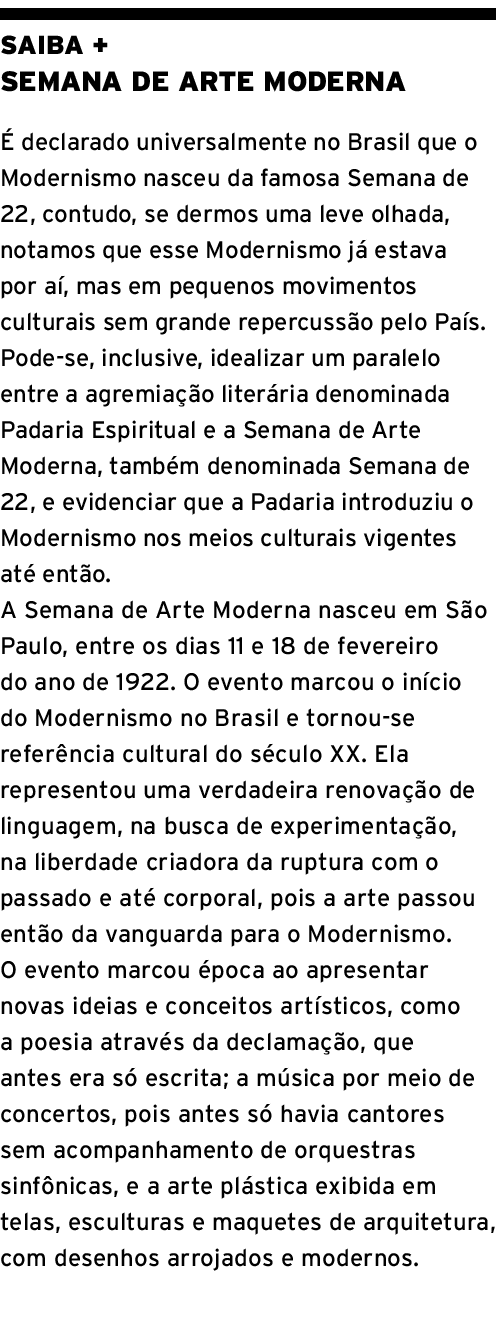 SAIBA +
SEMANA DE ARTE MODERNA
É declarado universalmente no Brasil que o
Modernismo nasceu da famosa Semana de
22, contudo, se dermos uma leve olhada,
notamos que esse Modernismo já estava
por aí, mas em pequenos movimentos
culturais sem grande repercussão pelo País.
Pode-se, inclusive, idealizar um paralelo
entre a agremiação literária denominada
Padaria Espiritual e a Semana de Arte
Moderna, também denominada Semana de
22, e evidenciar que a Padaria introduziu o
Modernismo nos meios culturais vigentes
até então.
A Semana de Arte Moderna nasceu em São
Paulo, entre os dias 11 e 18 de fevereiro
do ano de 1922. O evento marcou o início
do Modernismo no Brasil e tornou-se
referência cultural do século XX. Ela
representou uma verdadeira renovação de
linguagem, na busca de experimentação,
na liberdade criadora da ruptura com o
passado e até corporal, pois a arte passou
então da vanguarda para o Modernismo.
O evento marcou época ao apresentar
novas ideias e conceitos artísticos, como
a poesia através da declamação, que
antes era só escrita; a música por meio de
concertos, pois antes só havia cantores
sem acompanhamento de orquestras
sinfônicas, e a arte plástica exibida em
telas, esculturas e maquetes de arquitetura,
com desenhos arrojados e modernos.